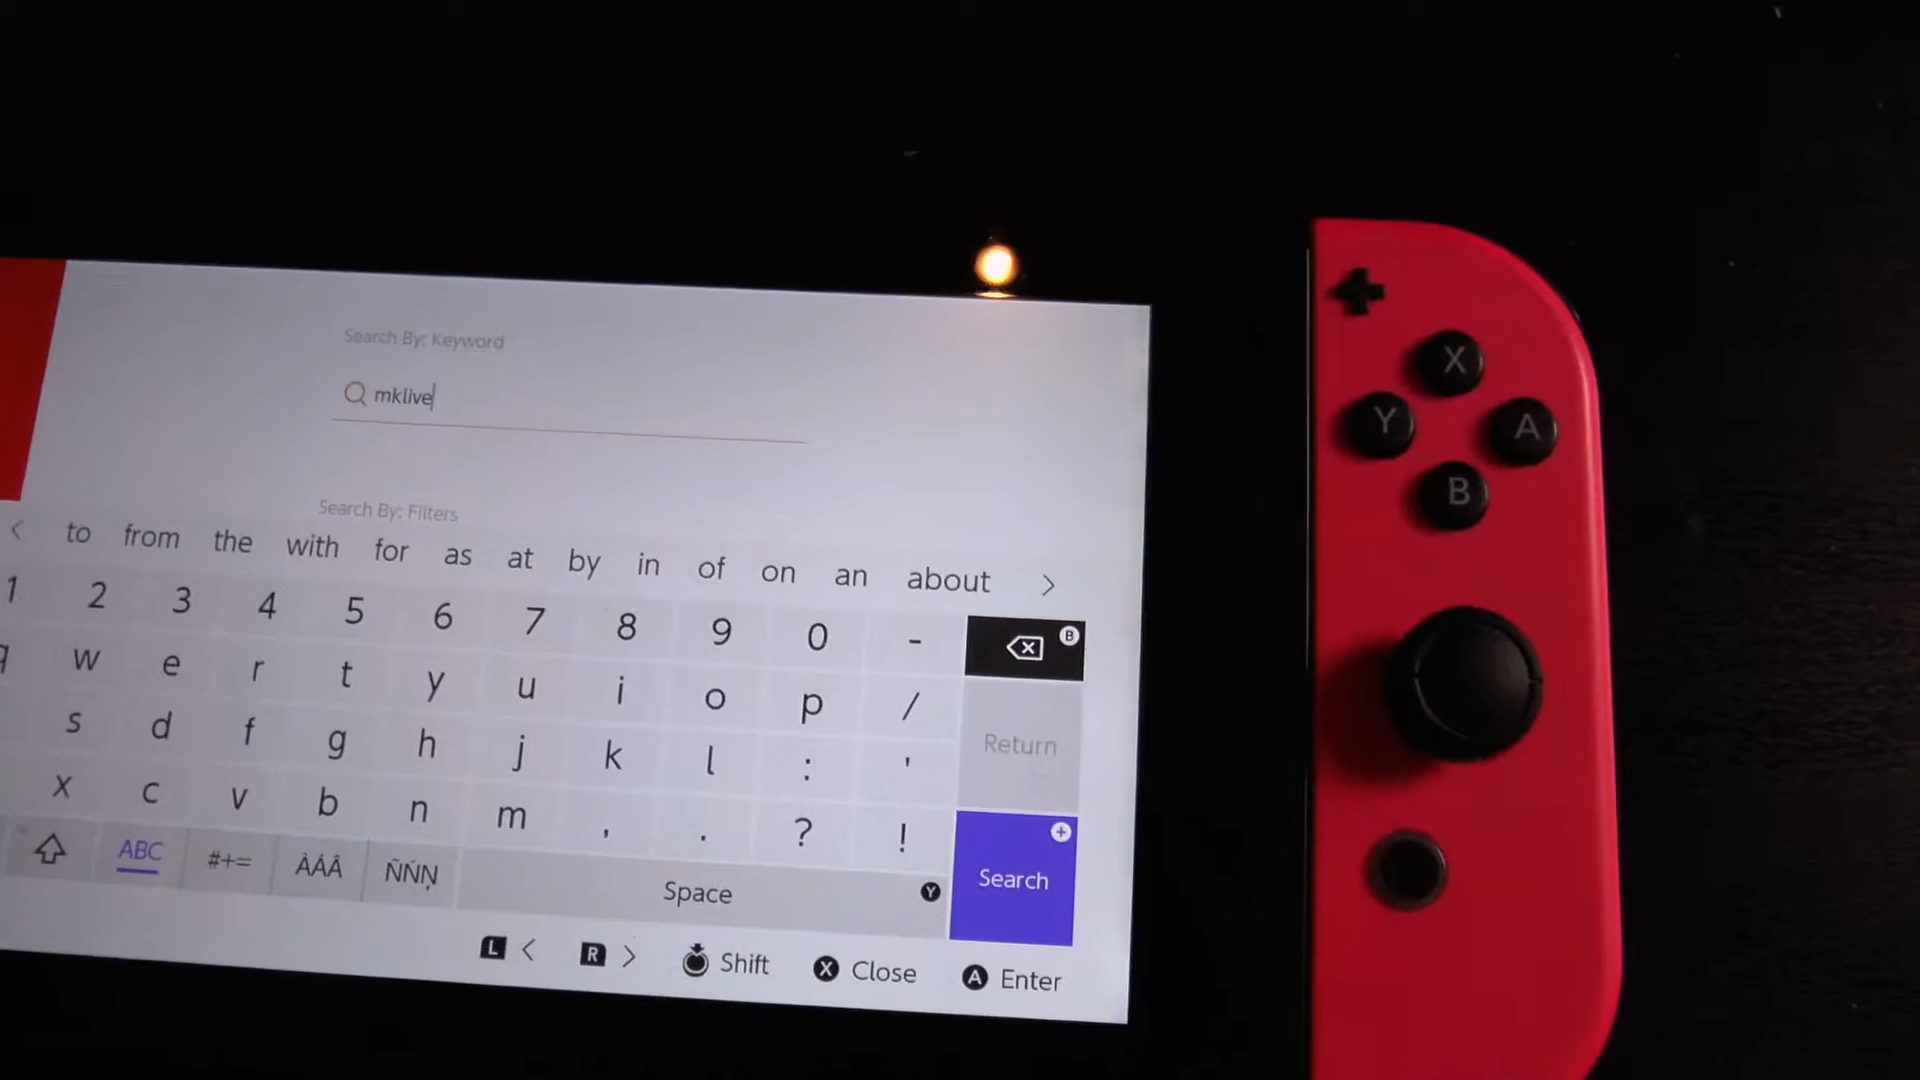 Search By: Keyword
mklive
Search By: Filters
< to from the with for as at by in of on an about >
1 2 3 4 5 6 7 8 9 0 -
B
q w e r t y u i o p /
s d f g h j k l : '
Return
x c v b n m , . ? !
+
Search
ABC #+= ÀÁÂ ÑŃŅ Space Y
L < R > Shift X Close A Enter
X
Y A
B